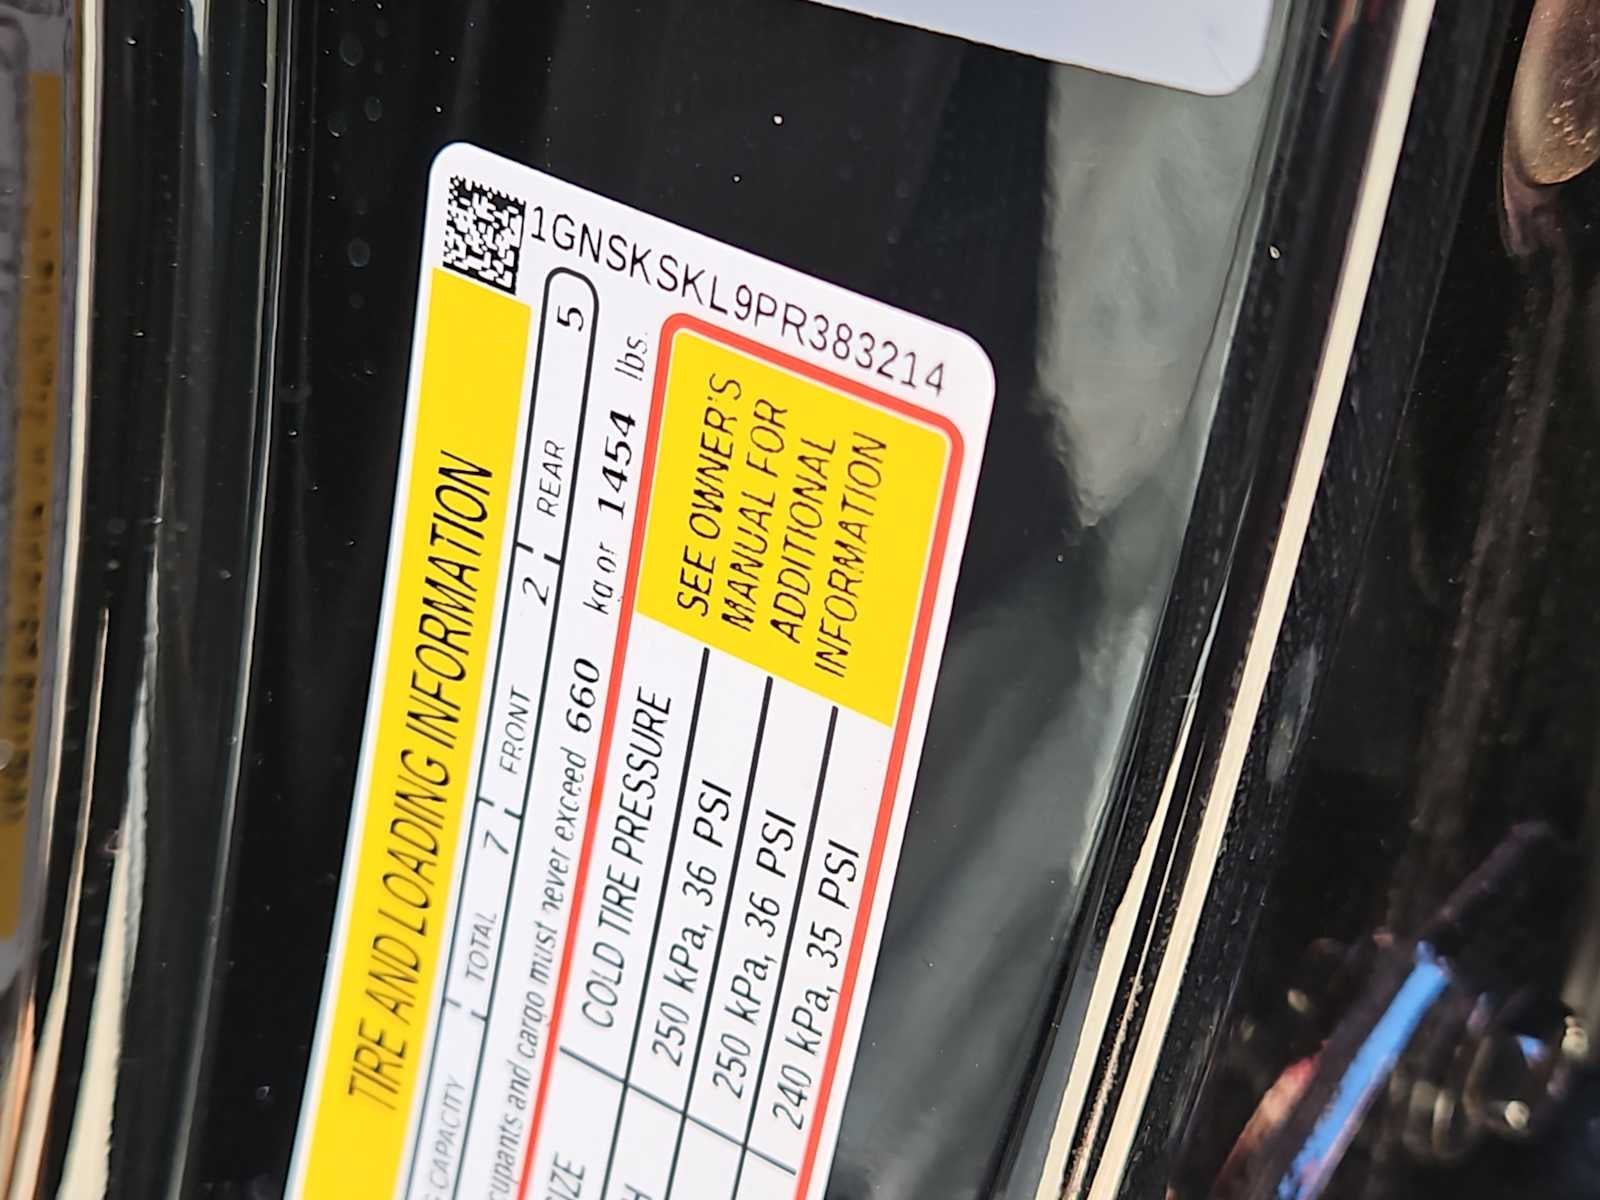 1GNSKSKL9PR383214
TIRE AND LOADING INFORMATION
CAPACITY TOTAL 7 FRONT 2 REAR 5
and cargo must never exceed 660 kg or 1454 lbs.
COLD TIRE PRESSURE
250 kPa, 36 PSI
250 kPa, 36 PSI
240 kPa, 35 PSI
SEE OWNER'S
MANUAL FOR
ADDITIONAL
INFORMATION